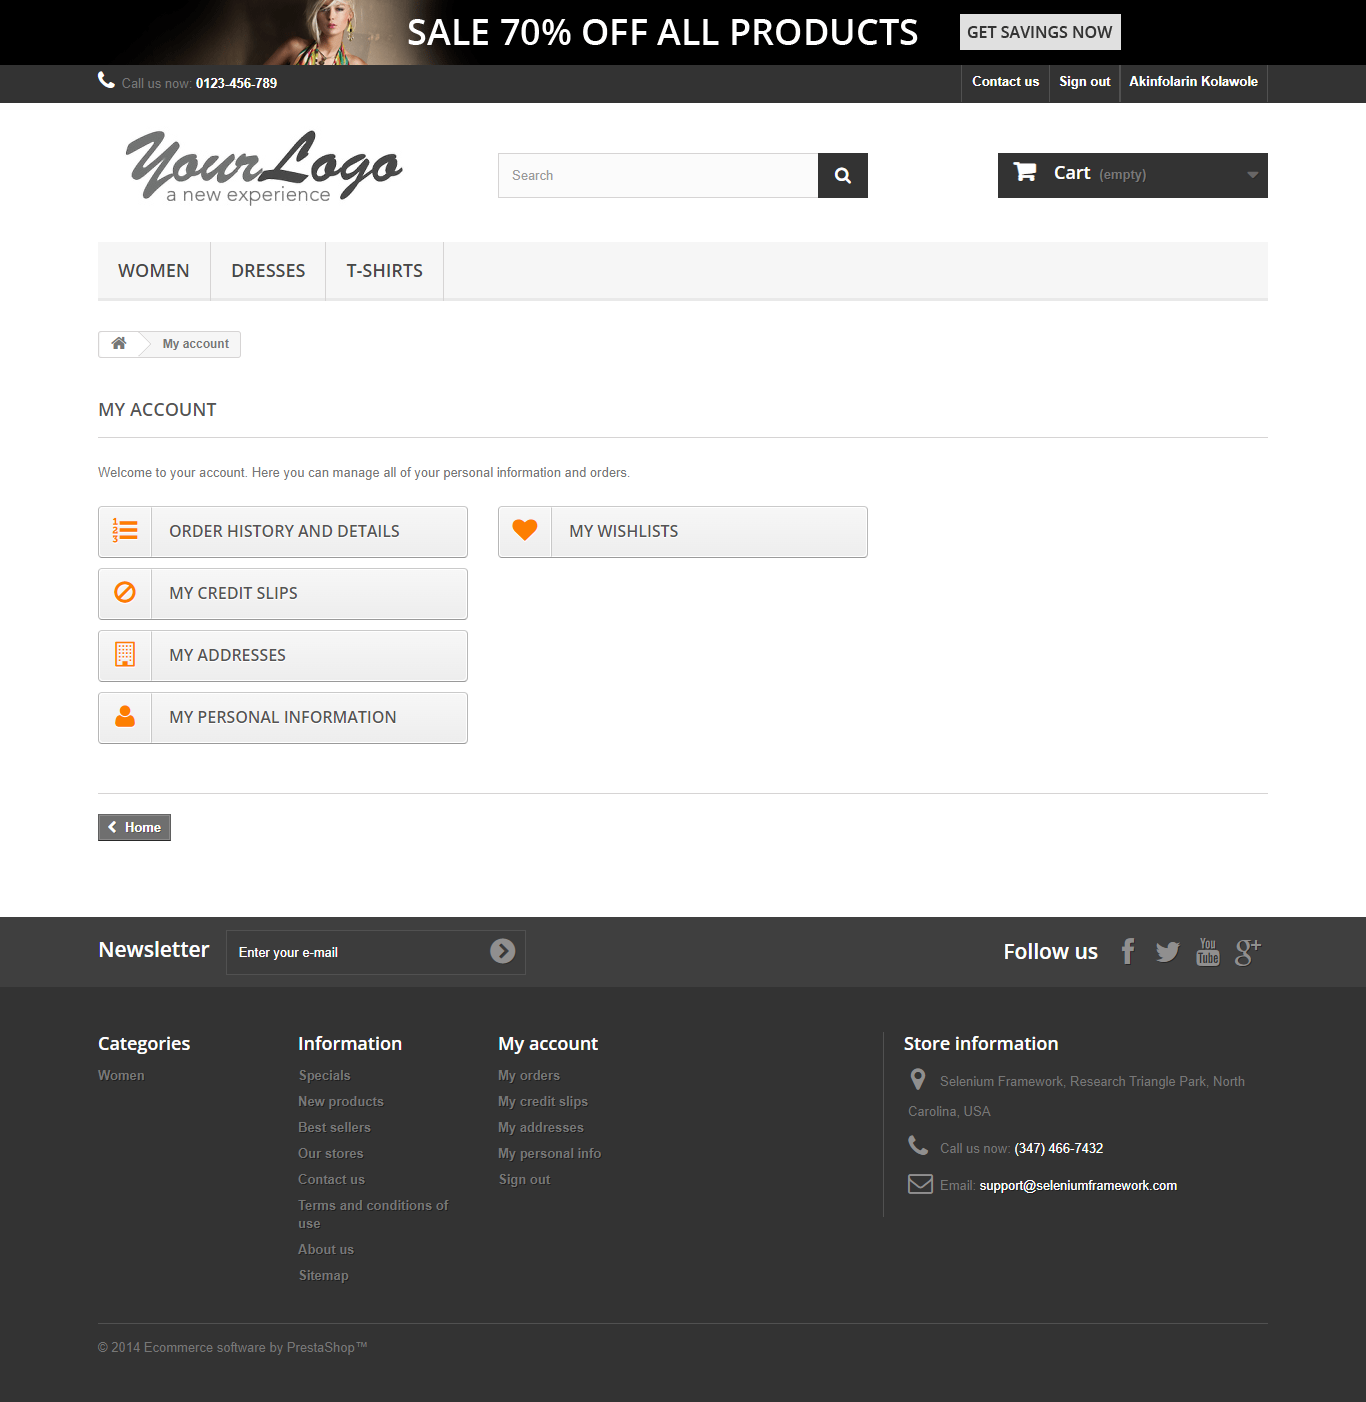 SALE 70% OFF ALL PRODUCTS
GET SAVINGS NOW
Call us now: 0123-456-789
Contact us
Sign out
Akinfolarin Kolawole
YourLogo
a new experience
Search
Cart (empty)
WOMEN
DRESSES
T-SHIRTS
My account
MY ACCOUNT
Welcome to your account. Here you can manage all of your personal information and orders.
ORDER HISTORY AND DETAILS
MY WISHLISTS
MY CREDIT SLIPS
MY ADDRESSES
MY PERSONAL INFORMATION
Home
Newsletter
Enter your e-mail
Follow us
Categories
Women
Information
Specials
New products
Best sellers
Our stores
Contact us
Terms and conditions of
use
About us
Sitemap
My account
My orders
My credit slips
My addresses
My personal info
Sign out
Store information
Selenium Framework, Research Triangle Park, North
Carolina, USA
Call us now: (347) 466-7432
Email: support@seleniumframework.com
© 2014 Ecommerce software by PrestaShop™